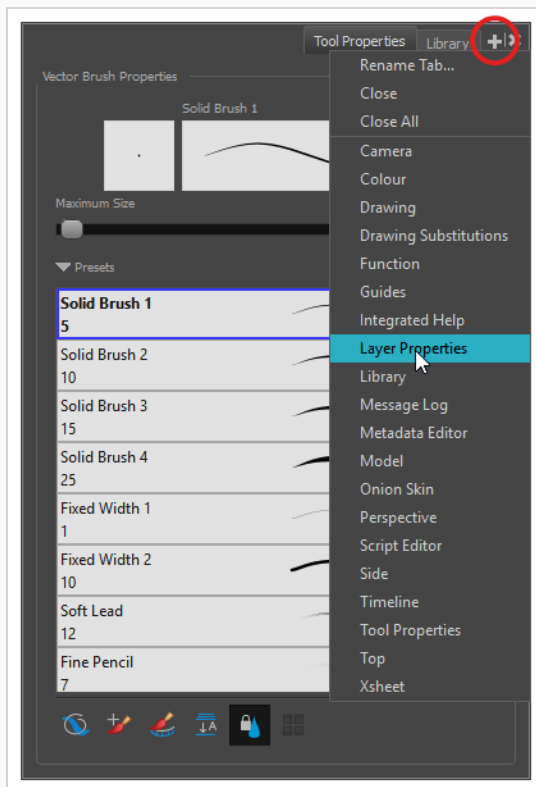 Tool Properties
Library
Vector Brush Properties
Solid Brush 1
Maximum Size
Presets
Solid Brush 1
5
Solid Brush 2
10
Solid Brush 3
15
Solid Brush 4
25
Fixed Width 1
1
Fixed Width 2
10
Soft Lead
12
Fine Pencil
7
Rename Tab...
Close
Close All
Camera
Colour
Drawing
Drawing Substitutions
Function
Guides
Integrated Help
Layer Properties
Library
Message Log
Metadata Editor
Model
Onion Skin
Perspective
Script Editor
Side
Timeline
Tool Properties
Top
Xsheet